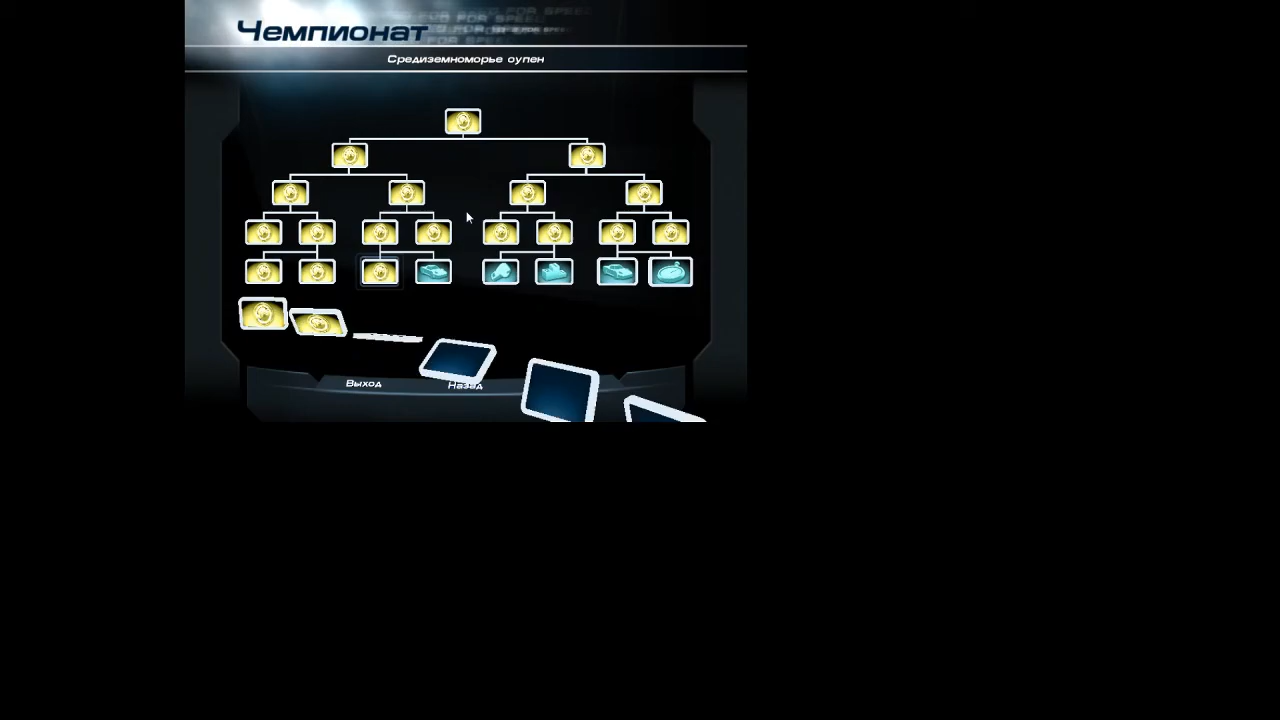 Чемпионат
Средиземноморье оупен
Выход
Назад